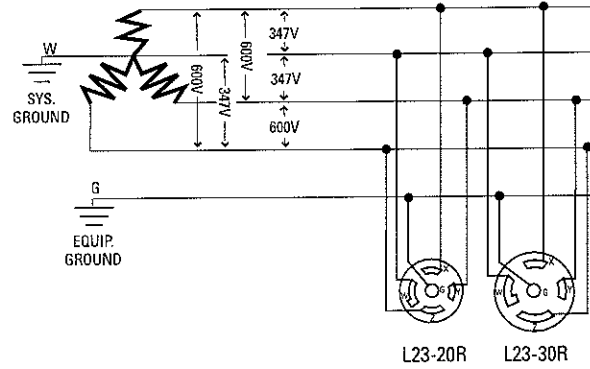 W
SYS.
GROUND
600V
347V
600V
347V
347V
600V
G
EQUIP.
GROUND
X
W
G
Y
Z
X
W
G
Y
Z
L23-20R
L23-30R